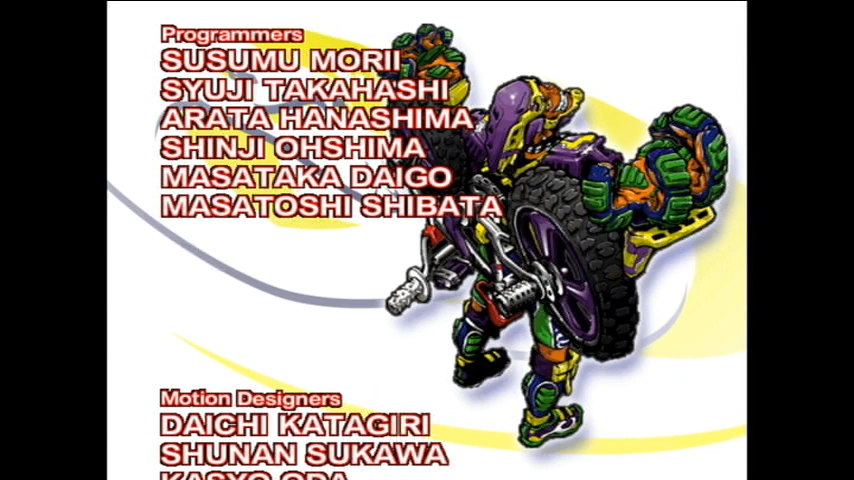 Programmers
SUSUMU MORII
SYUJI TAKAHASHI
ARATA HANASHIMA
SHINJI OHSHIMA
MASATAKA DAIGO
MASATOSHI SHIBATA
Motion Designers
DAICHI KATAGIRI
SHUNAN SUKAWA